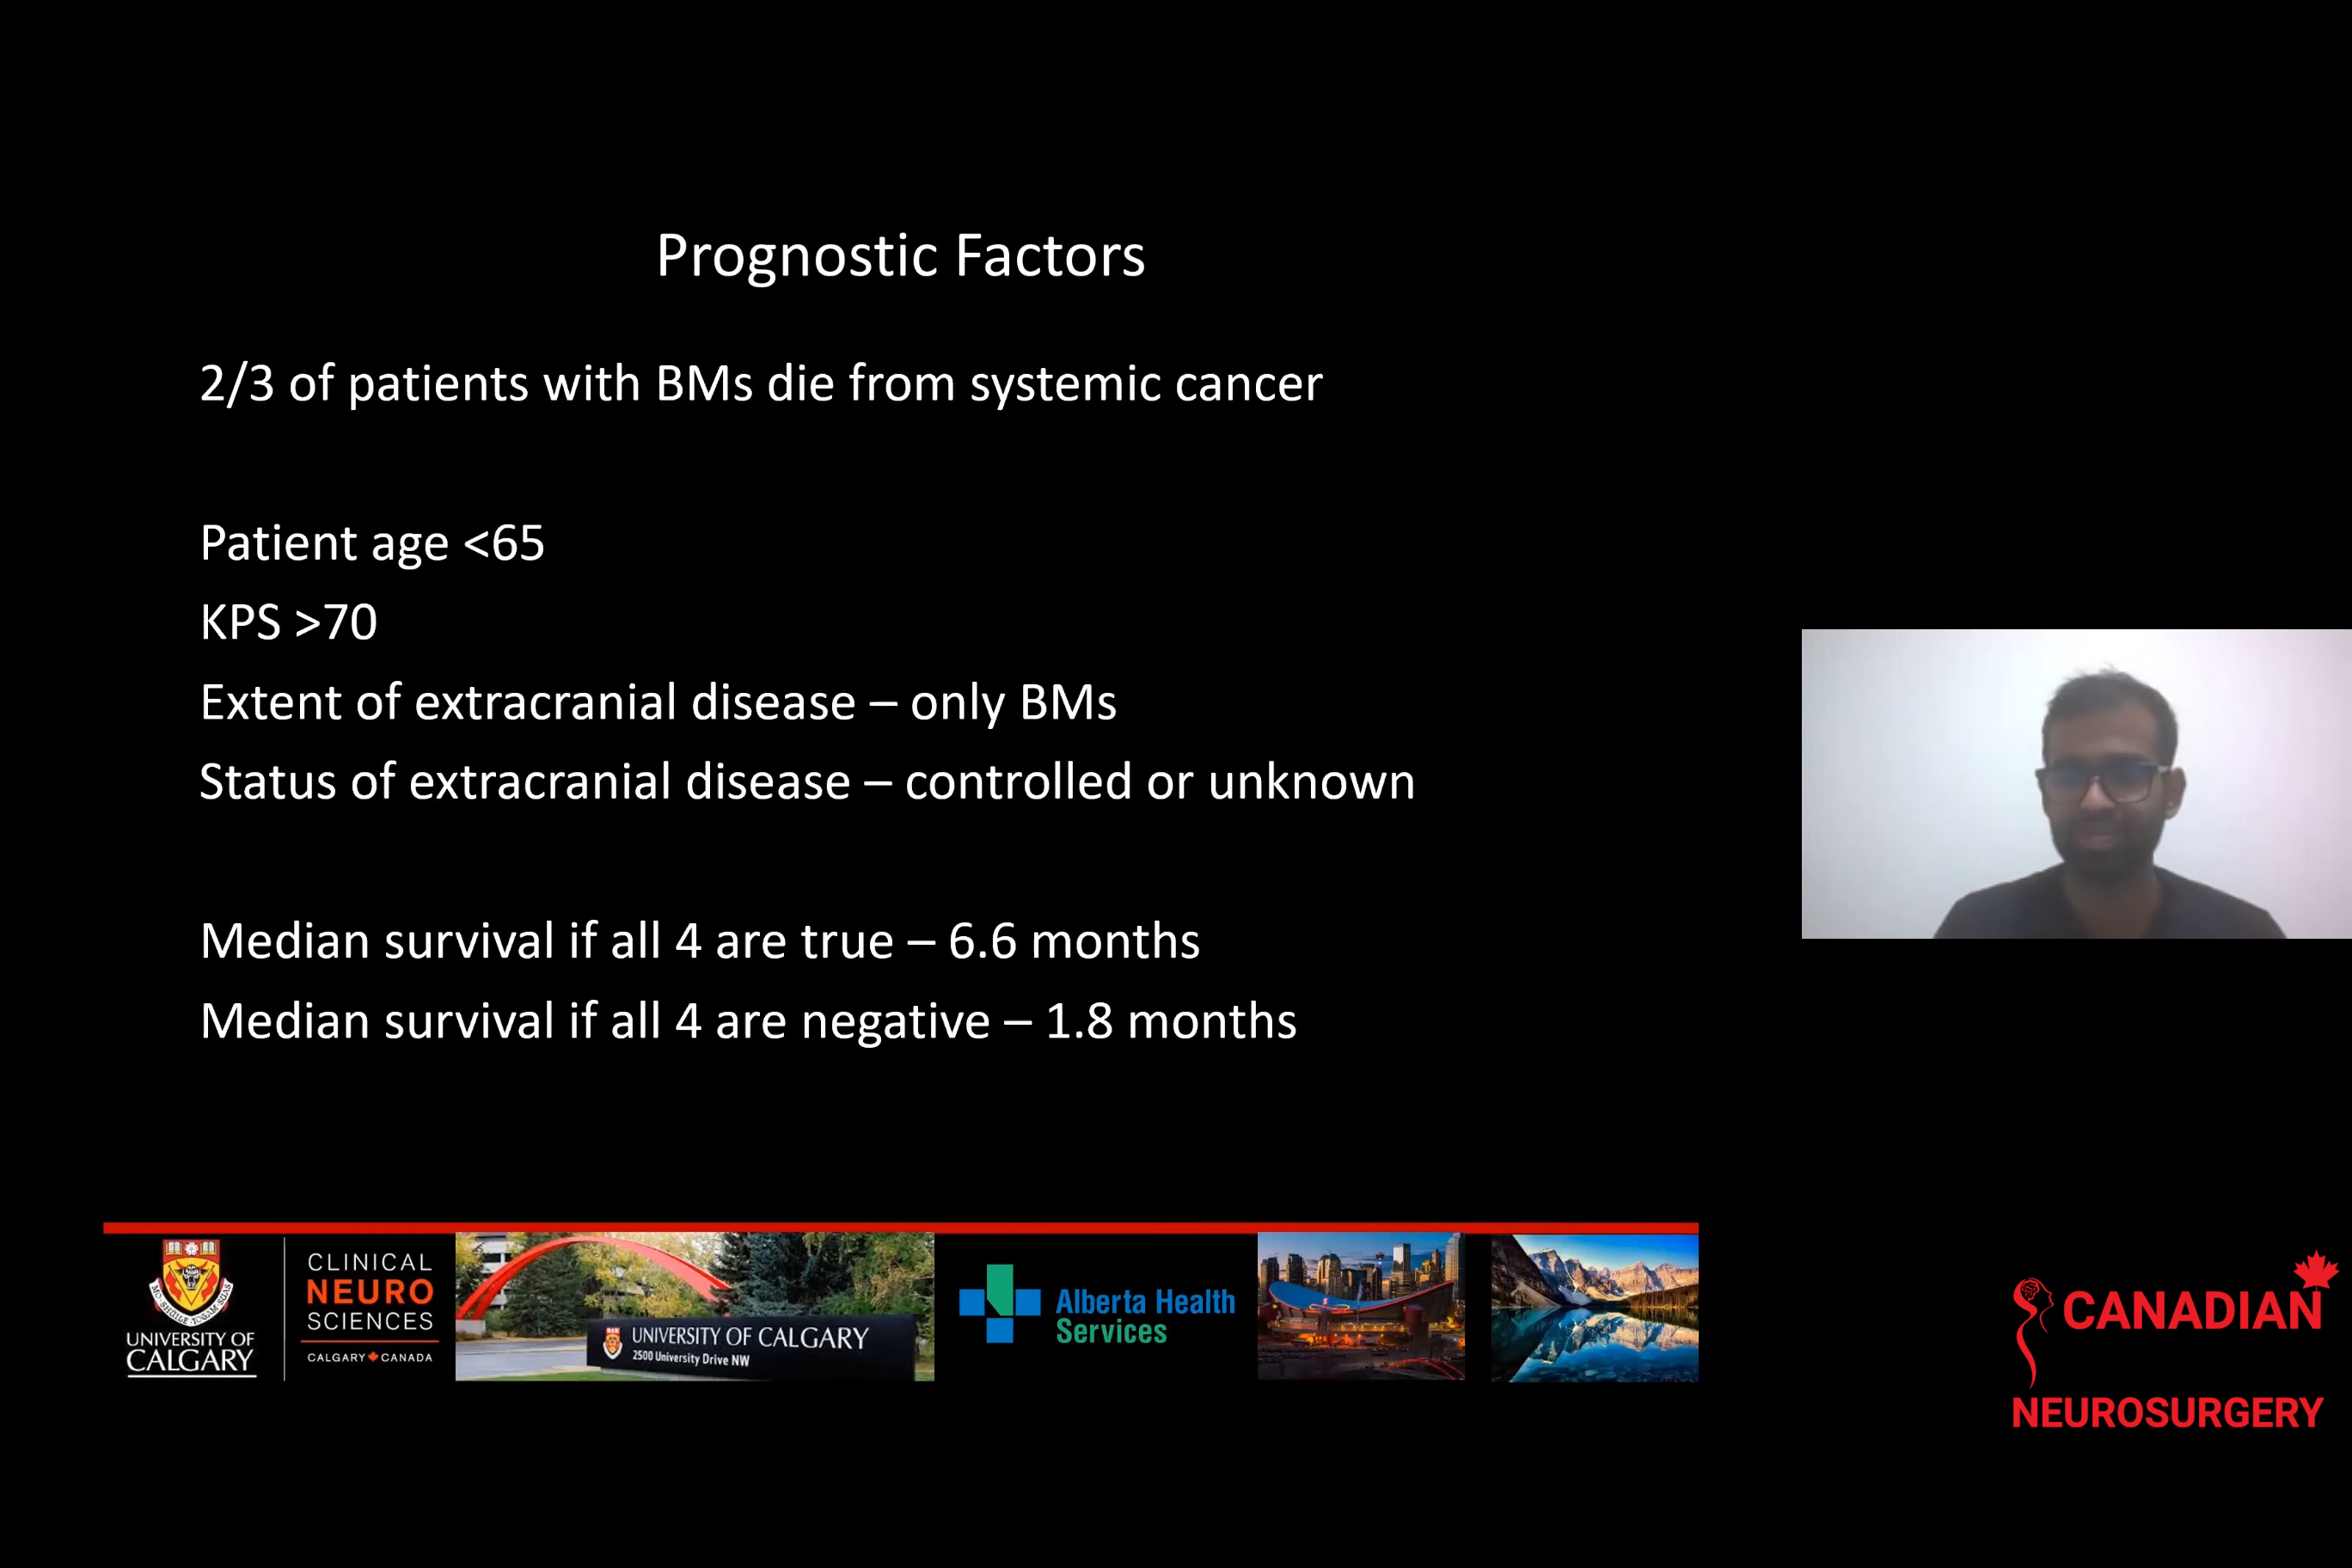 Prognostic Factors
2/3 of patients with BMs die from systemic cancer
Patient age <65
KPS >70
Extent of extracranial disease – only BMs
Status of extracranial disease – controlled or unknown
Median survival if all 4 are true – 6.6 months
Median survival if all 4 are negative – 1.8 months
UNIVERSITY OF
CALGARY
CLINICAL
NEURO
SCIENCES
CALGARY CANADA
UNIVERSITY OF CALGARY
2500 University Drive NW
Alberta Health
Services
CANADIAN
NEUROSURGERY